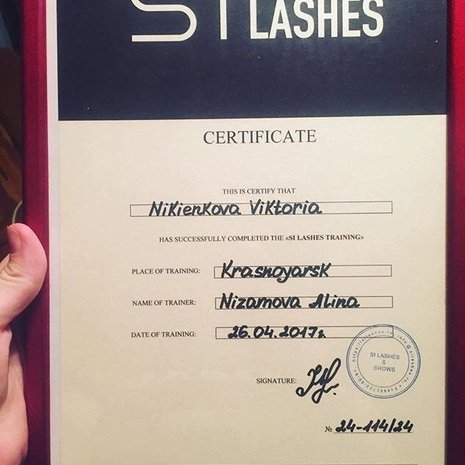 SI LASHES
CERTIFICATE
THIS IS CERTIFY THAT
Nikienkova Viktoria
HAS SUCCESSFULLY COMPLETED THE «SI LASHES TRAINING»
PLACE OF TRAINING: Krasnoyarsk
NAME OF TRAINER: Nizamova Alina
DATE OF TRAINING: 26.04.2017г.
SI LASHES
&
BROWS
SIGNATURE:
№ 24-114/24